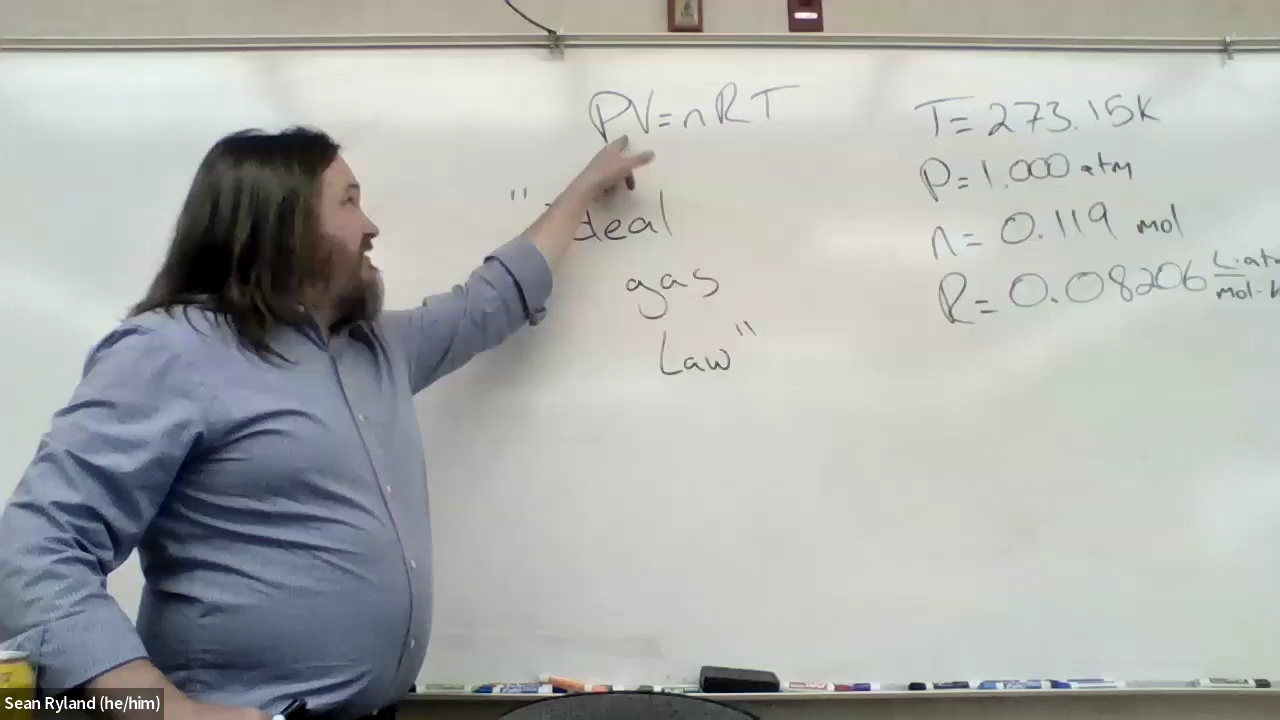 PV=nRT
"Ideal
gas
Law"
T=273.15K
P=1.000 atm
n=0.119 mol
R=0.08206 L·atm
mol·K
Sean Ryland (he/him)